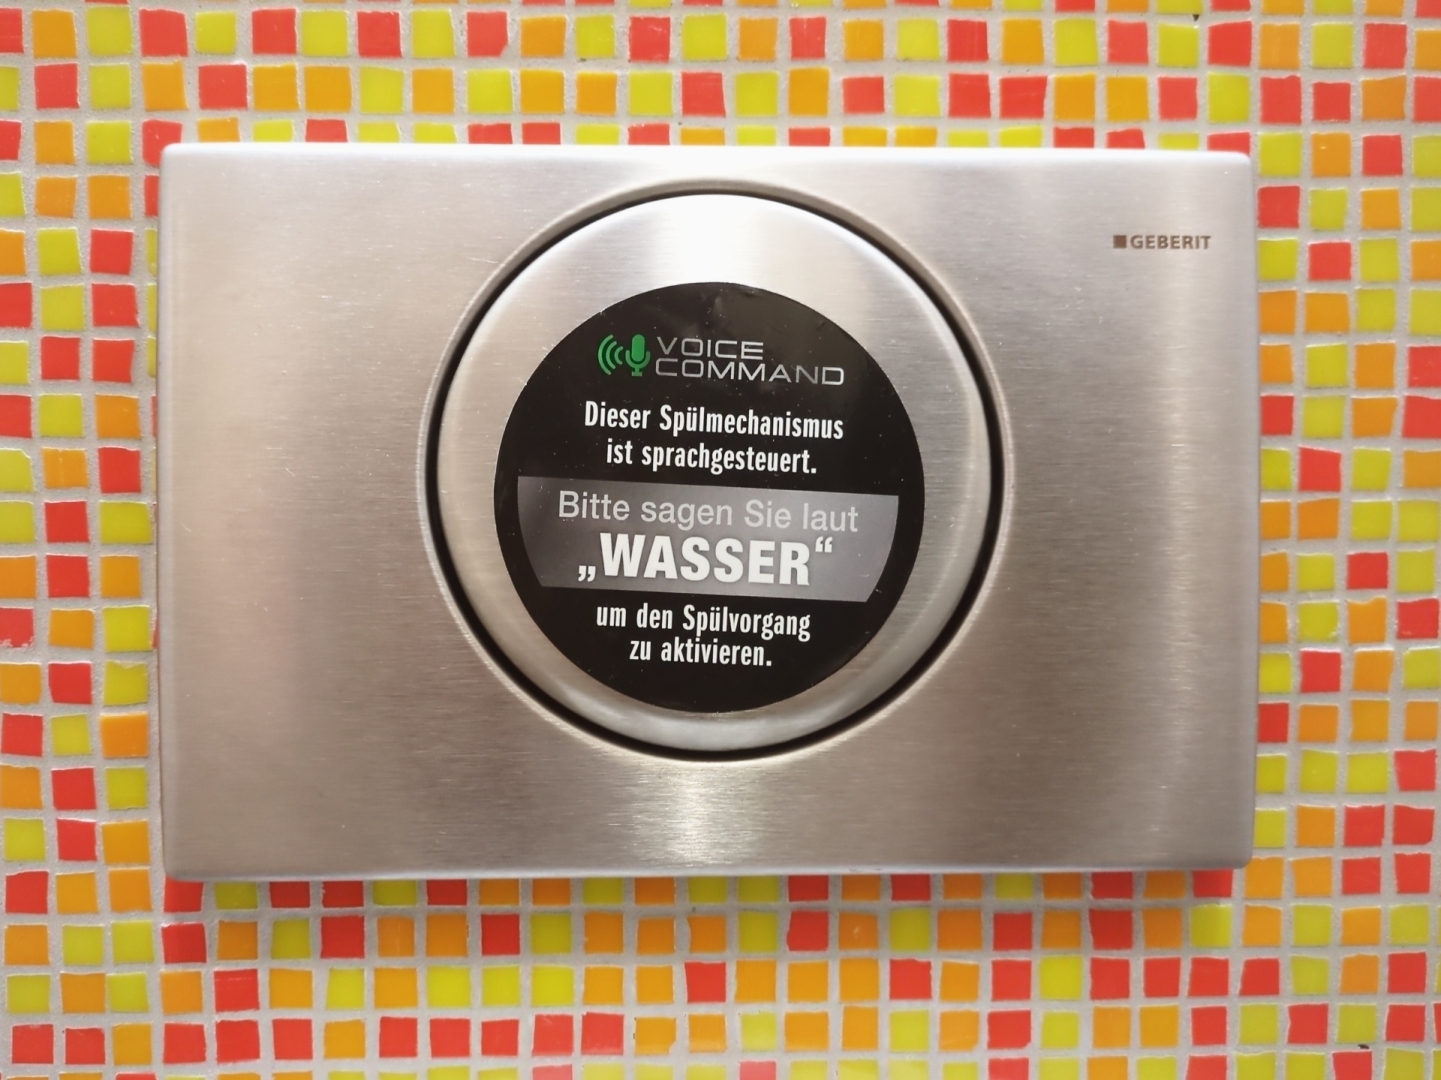 GEBERIT
VOICE
COMMAND
Dieser Spülmechanismus
ist sprachgesteuert.
Bitte sagen Sie laut
„WASSER“
um den Spülvorgang
zu aktivieren.